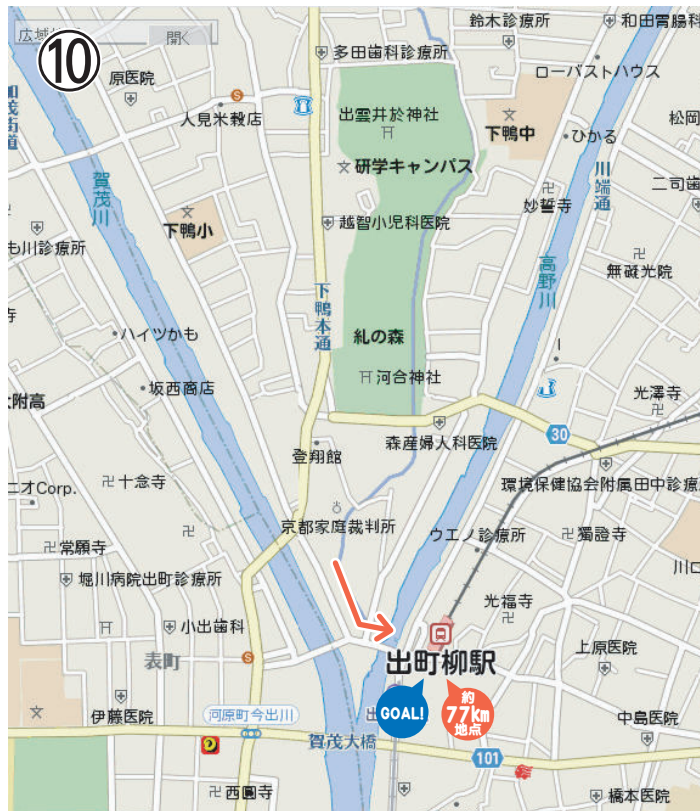 広域
開く
⑩
鈴木診療所
和田胃腸科
多田歯科診療所
ローバストハウス
原医院
加茂街道
人見米穀店
出雲井於神社
下鴨中
松岡
ひかる
研学キャンパス
川端通
賀茂川
二司歯
妙誓寺
下鴨小
越智小児科医院
も川診療所
高野川
無礙光院
寺
下鴨本通
ハイツかも
糺の森
I
坂西商店
河合神社
光澤寺
大附高
30
登翔館
森産婦人科医院
十念寺
ニオCorp.
環境保健協会附属田中診療
京都家庭裁判所
ウエノ診療所
獨證寺
常願寺
川口
堀川病院出町診療所
光福寺
小出歯科
上原医院
表町
出町柳駅
約
77km
地点
GOAL!
伊藤医院
河原町今出川
出
中島医院
賀茂大橋
101
西圓寺
橋本医院